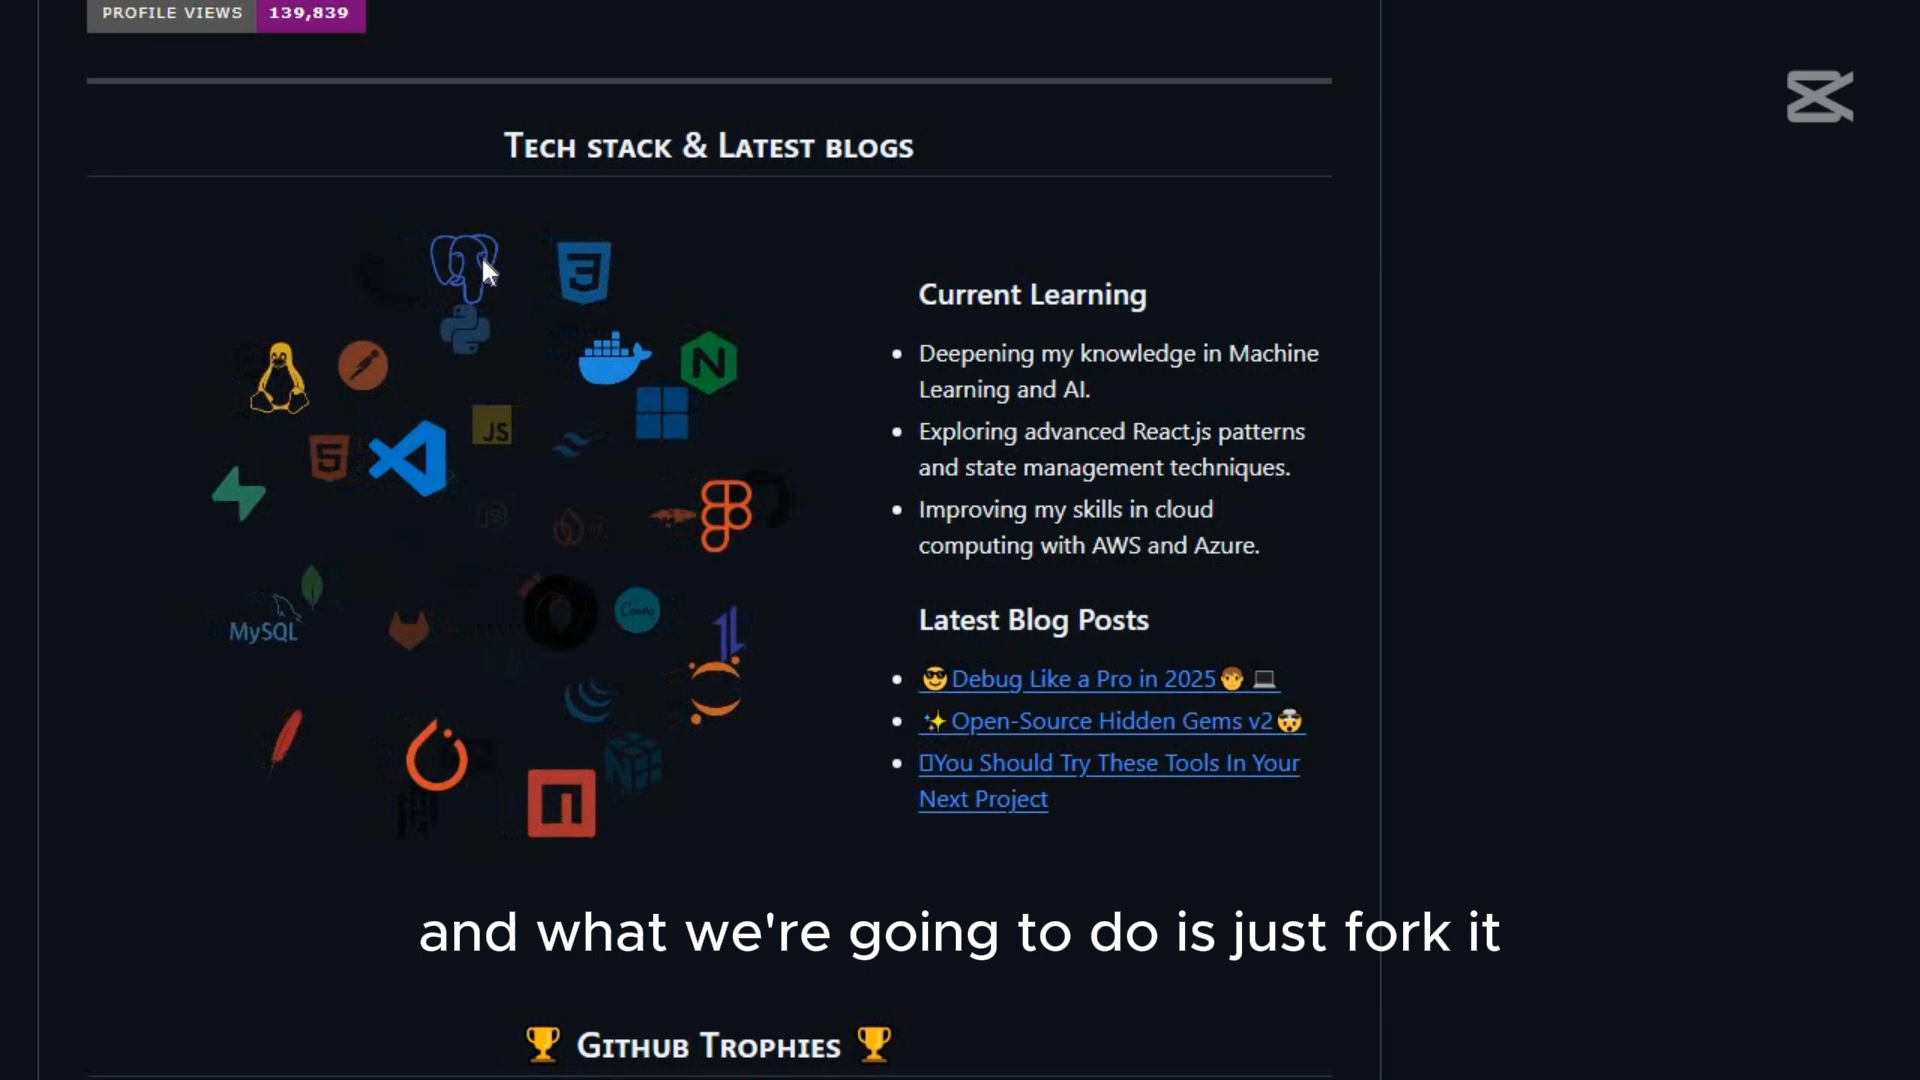 PROFILE VIEWS 139,839
TECH STACK & LATEST BLOGS
JS
5
3
N
MySQL
Canva
Current Learning
Deepening my knowledge in Machine
Learning and AI.
Exploring advanced React.js patterns
and state management techniques.
Improving my skills in cloud
computing with AWS and Azure.
Latest Blog Posts
😎Debug Like a Pro in 2025🧑💻
✨Open-Source Hidden Gems v2🤯
You Should Try These Tools In Your
Next Project
and what we're going to do is just fork it
🏆 GITHUB TROPHIES 🏆